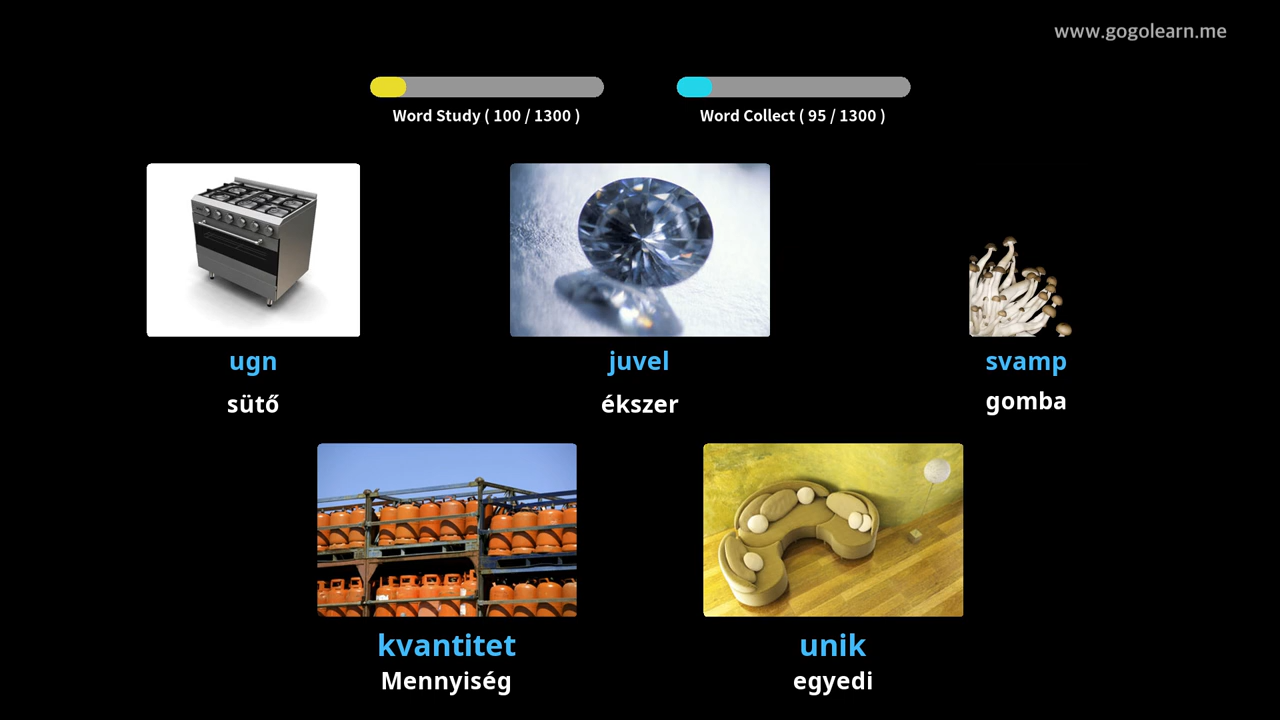 www.gogolearn.me
Word Study ( 100 / 1300 )
Word Collect ( 95 / 1300 )
ugn
sütő
juvel
ékszer
svamp
gomba
kvantitet
Mennyiség
unik
egyedi